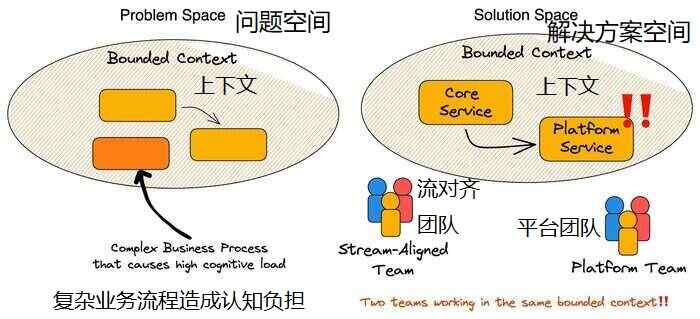 Problem Space
问题空间
Bounded Context
上下文
Complex Business Process
that causes high cognitive load
复杂业务流程造成认知负担
Solution Space
解决方案空间
Bounded Context
上下文
Core
Service
Platform
Service
!!
流对齐
团队
Stream-Aligned
Team
平台团队
Platform Team
Two teams working in the same bounded context!!